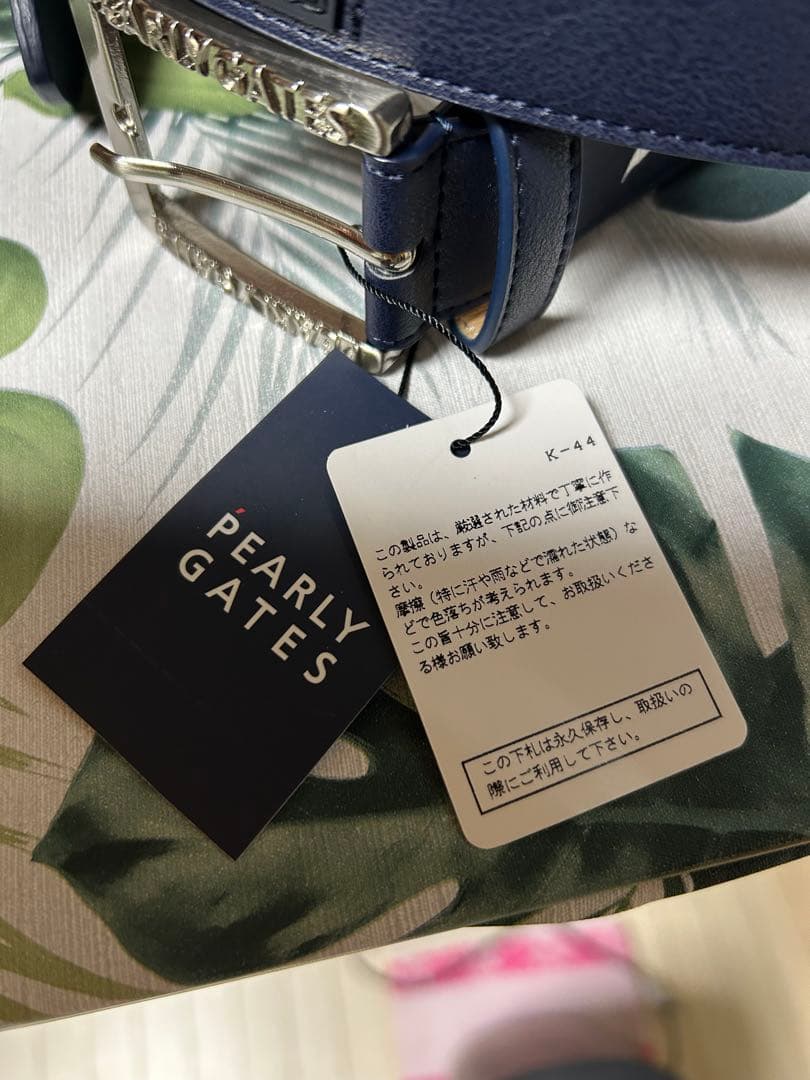 PEARLY GATES
PEARLY
GATES
K-44
この製品は、厳選された材料で丁寧に作
られておりますが、下記の点に御注意下
さい。
摩擦（特に汗や雨などで濡れた状態）な
どで色落ちが考えられます。
この旨十分に注意して、お取扱いくださ
る様お願い致します。
この下札は永久保存し、取扱いの
際にご利用して下さい。